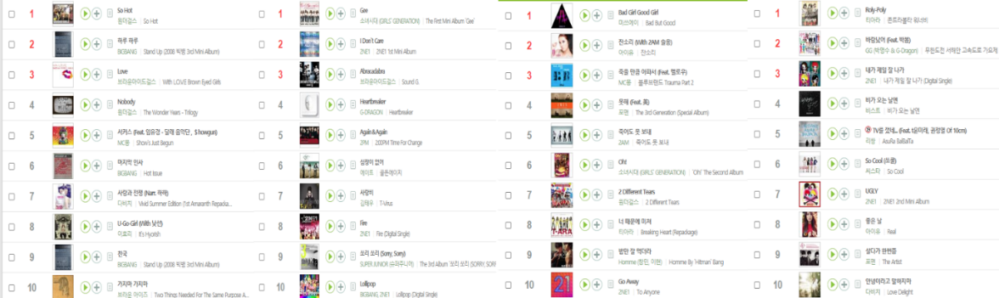 1
So Hot
원더걸스 | So Hot
2
하루 하루
BIGBANG | Stand Up (2008 빅뱅 3rd Mini Album)
3
Love
브라운아이드걸스 | With L.O.V.E Brown Eyed Girls
4
Nobody
원더걸스 | The Wonder Years - Trilogy
5
서커스 (Feat. 임유경 - 달래 음악단, $howgun)
MC몽 | Show's Just Begun
6
마지막 인사
BIGBANG | Hot Issue
7
사랑과 전쟁 (Narr. 하하)
다비치 | Vivid Summer Edition (1st Amaranth Repacka...
8
U-Go-Girl (With 낯선)
이효리 | It's Hyorish
9
천국
BIGBANG | Stand Up (2008 빅뱅 3rd Mini Album)
10
가지마 가지마
브라운 아이즈 | Two Things Needed For The Same Purpose A...
1
Gee
소녀시대 (GIRLS' GENERATION) | The First Mini Album 'Gee'
2
I Don't Care
2NE1 | 2NE1 1st Mini Album
3
Abracadabra
브라운아이드걸스 | Sound G.
4
Heartbreaker
G-DRAGON | Heartbreaker
5
Again & Again
2PM | 2:00PM Time For Change
6
심장이 없어
에이트 | 골든에이지
7
사랑비
김태우 | T-Virus
8
Fire
2NE1 | Fire (Digital Single)
9
쏘리 쏘리 (Sorry, Sorry)
SUPER JUNIOR (슈퍼주니어) | The 3rd Album '쏘리 쏘리 (SORRY, SORR
10
Lollipop
BIGBANG, 2NE1 | Lollipop (Digital Single)
1
Bad Girl Good Girl
미쓰에이 | Bad But Good
2
잔소리 (With 2AM 슬옹)
아이유 | 잔소리
3
죽을 만큼 아파서 (Feat. 멜로우)
MC몽 | 블루브랜드 Trauma Part 2
4
못해 (Feat. 美)
포맨 | The 3rd Generation (Special Album)
5
죽어도 못 보내
2AM | 죽어도 못 보내
6
Oh!
소녀시대 (GIRLS' GENERATION) | 'Oh!' The Second Album
7
2 Different Tears
원더걸스 | 2 Different Tears
8
너 때문에 미쳐
티아라 | Breaking Heart (Repackage)
T-ARA
9
밥만 잘 먹더라
Homme (창민, 이현) | Homme By 'Hitman' Bang
10
Go Away
2NE1 | To Anyone
21
1
Roly-Poly
티아라 | 존트라볼타 워너비
2
바람났어 (Feat. 박봄)
GG (박명수 & G-Dragon) | 무한도전 서해안 고속도로 가요제
3
내가 제일 잘 나가
2NE1 | 내가 제일 잘 나가 (Digital Single)
4
비가 오는 날엔
비스트 | 비가 오는 날엔
5
TV를 껐네... (Feat. t윤미래, 권정열 Of 10cm)
리쌍 | AsuRa BalBalTa
6
So Cool (쏘쿨)
씨스타 | So Cool
7
UGLY
2NE1 | 2NE1 2nd Mini Album
8
좋은 날
아이유 | Real
9
살다가 한번쯤
포맨 | The Artist
10
안녕이라고 말하지마
다비치 | Love Delight